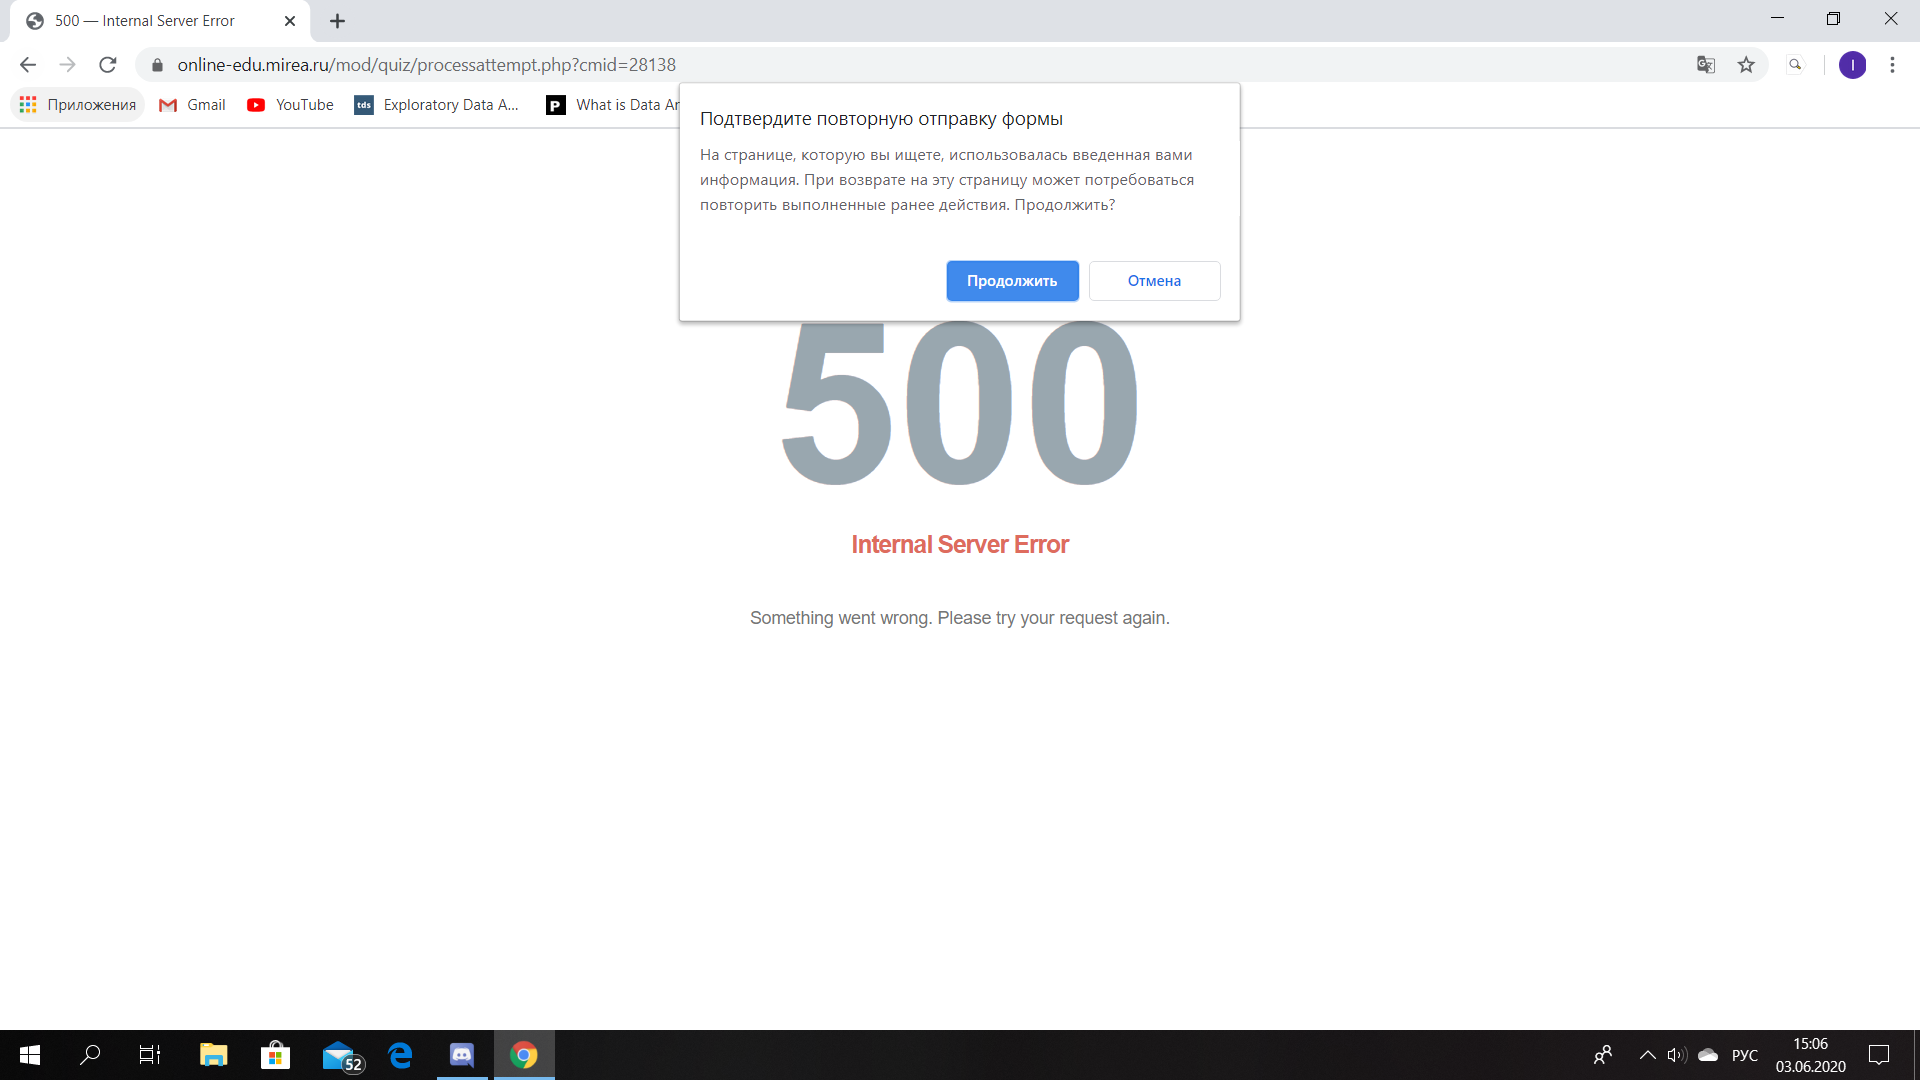 500 — Internal Server Error
online-edu.mirea.ru/mod/quiz/processattempt.php?cmid=28138
I
Приложения Gmail YouTube tds Exploratory Data A... P What is Data An
Подтвердите повторную отправку формы
На странице, которую вы ищете, использовалась введенная вами
информация. При возврате на эту страницу может потребоваться
повторить выполненные ранее действия. Продолжить?
Продолжить Отмена
500
Internal Server Error
Something went wrong. Please try your request again.
52
РУС
15:06
03.06.2020